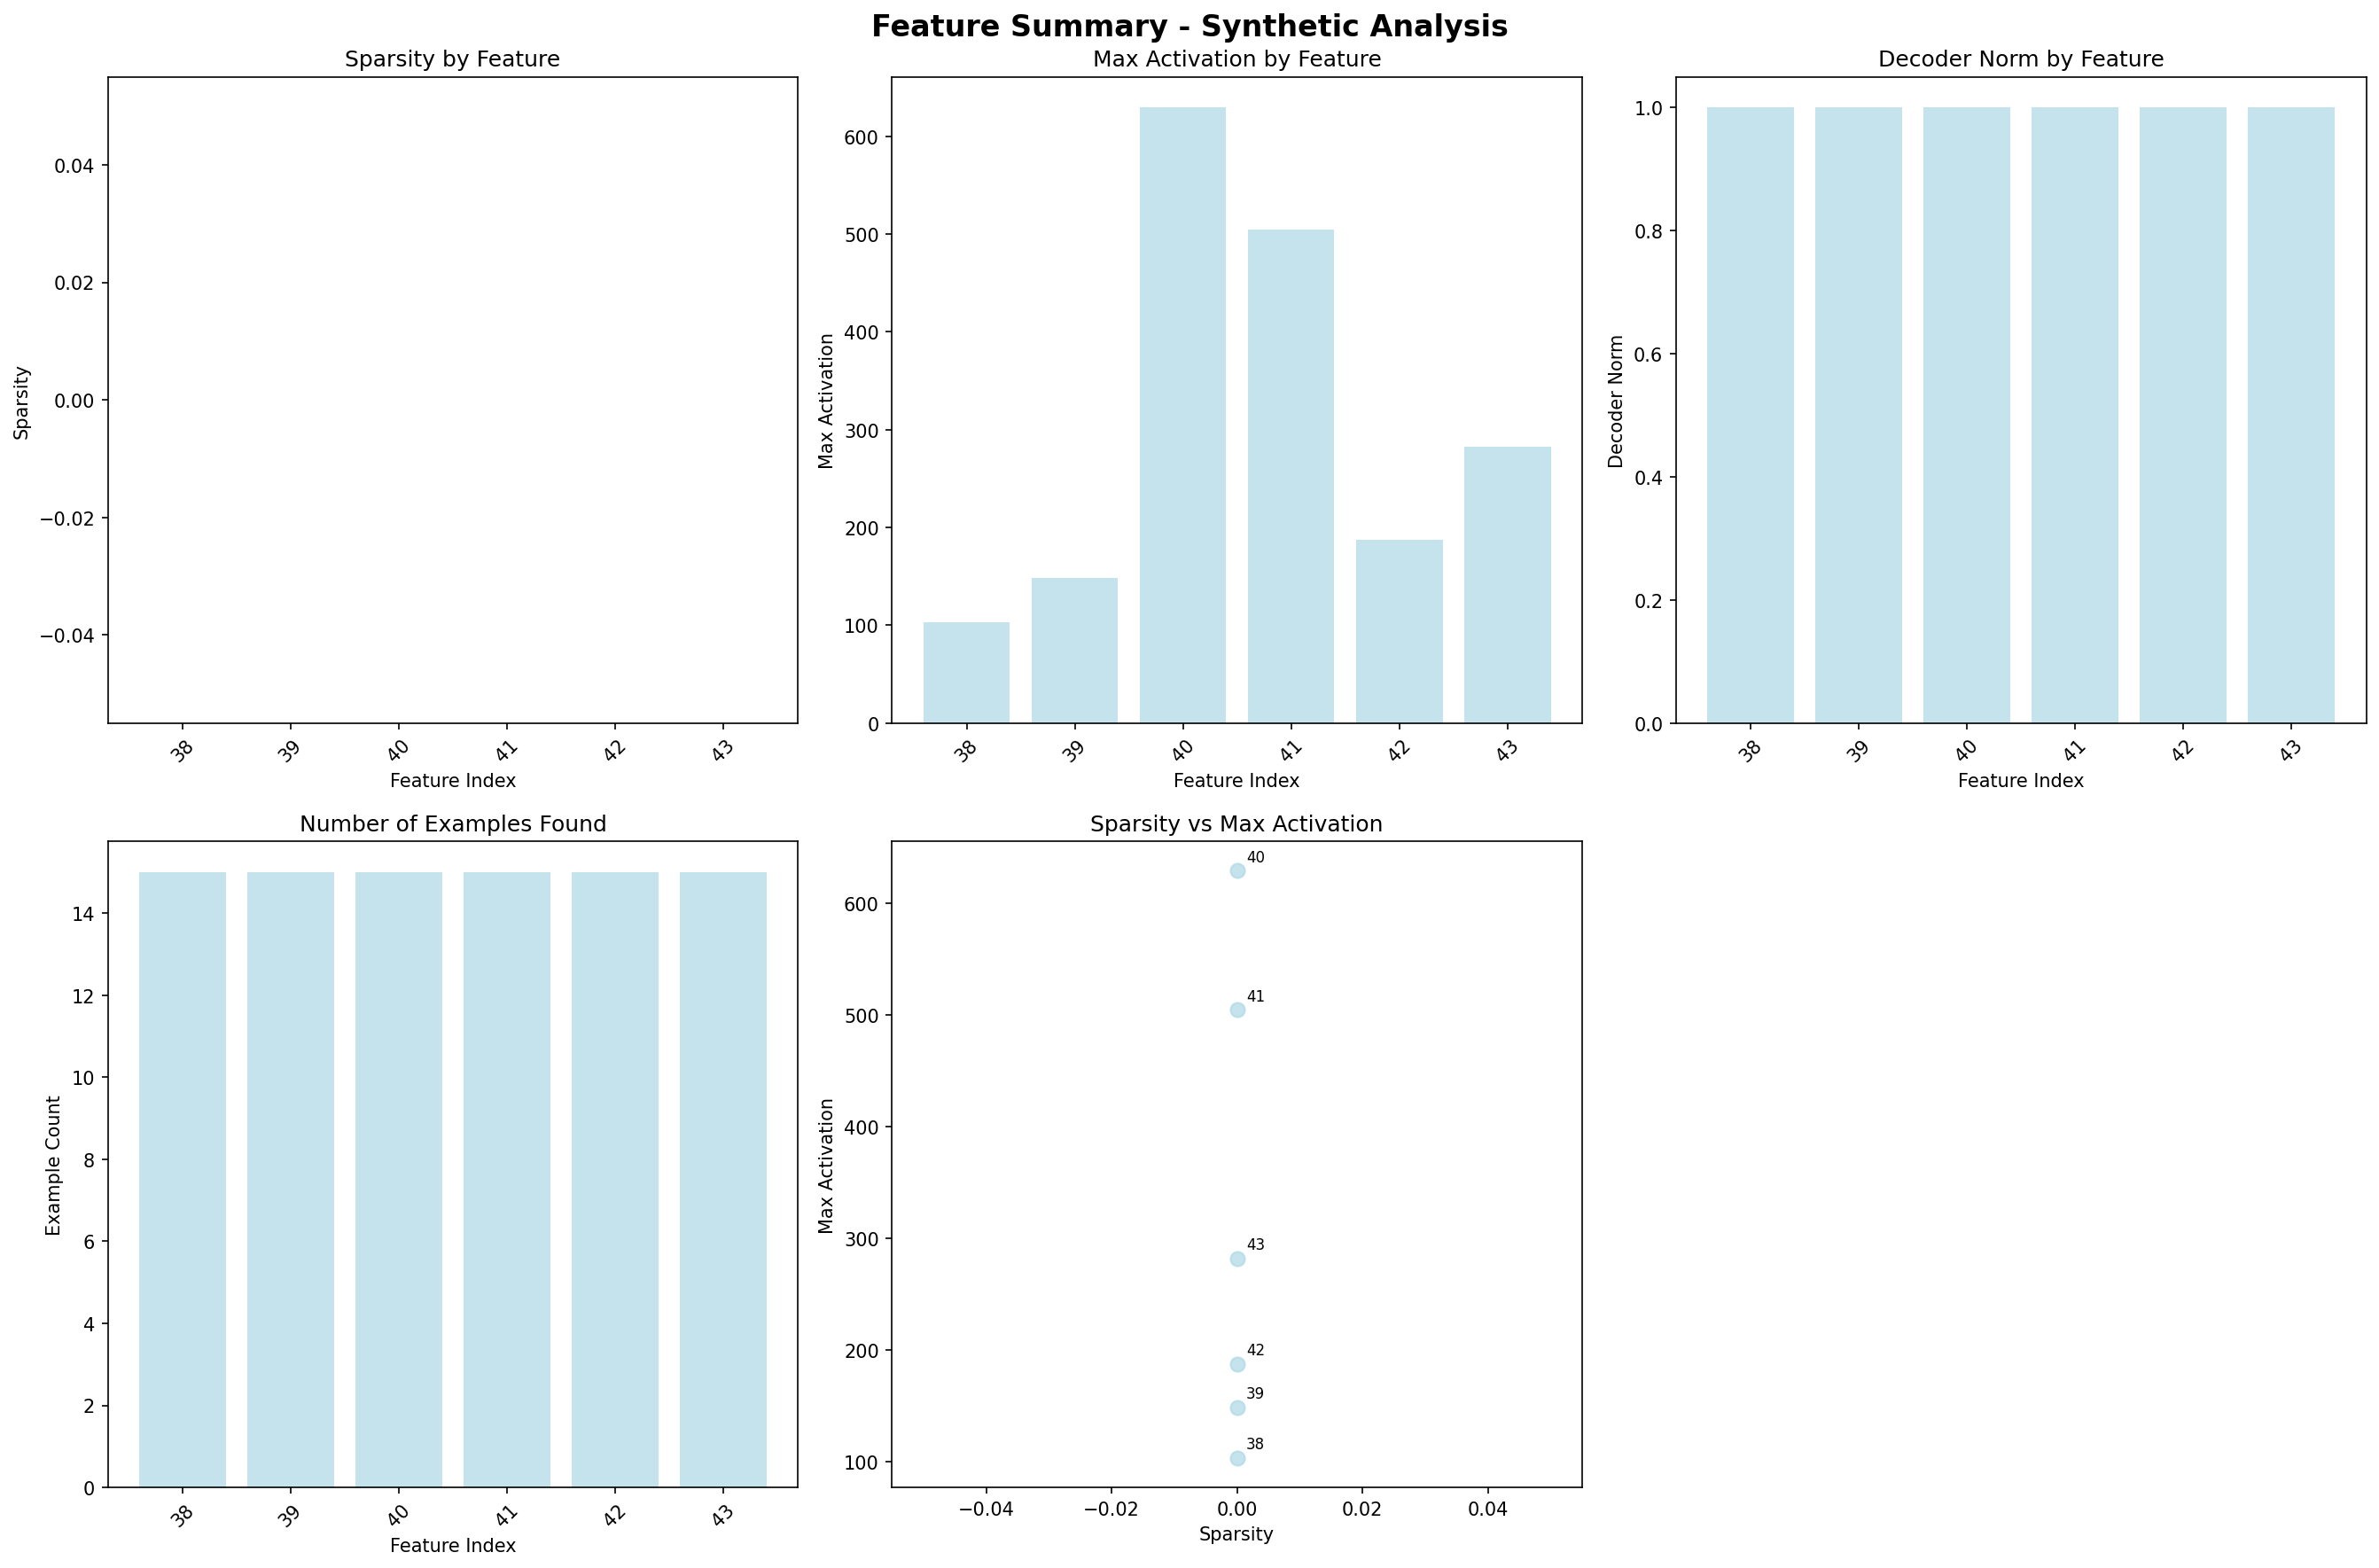 Feature Summary - Synthetic Analysis
Sparsity by Feature
Sparsity
0.04
0.02
0.00
−0.02
−0.04
38 39 40 41 42 43
Feature Index
Max Activation by Feature
Max Activation
600
500
400
300
200
100
0
38 39 40 41 42 43
Feature Index
Decoder Norm by Feature
Decoder Norm
1.0
0.8
0.6
0.4
0.2
0.0
38 39 40 41 42 43
Feature Index
Number of Examples Found
Example Count
14
12
10
8
6
4
2
0
38 39 40 41 42 43
Feature Index
Sparsity vs Max Activation
Max Activation
600
500
400
300
200
100
40
41
43
42
39
38
−0.04 −0.02 0.00 0.02 0.04
Sparsity